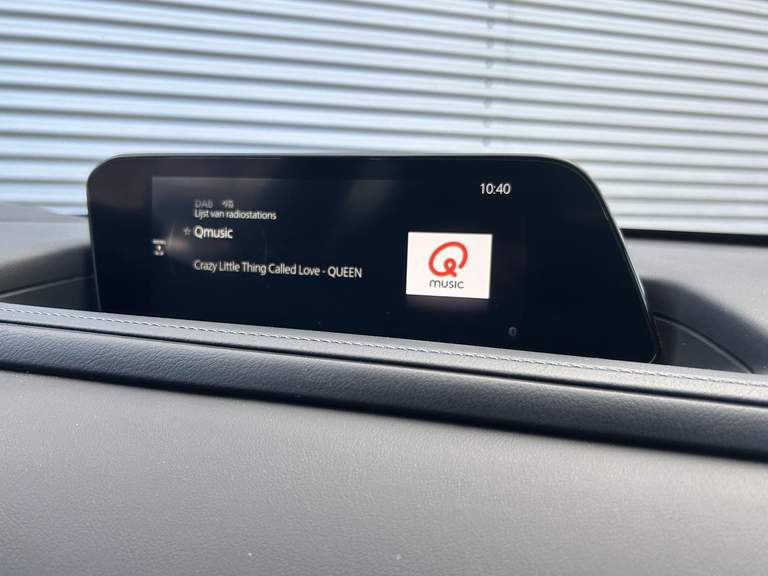 10:40
DAB
Lijst van radiostations
☆ Qmusic
Crazy Little Thing Called Love - QUEEN
Q
MUSIC